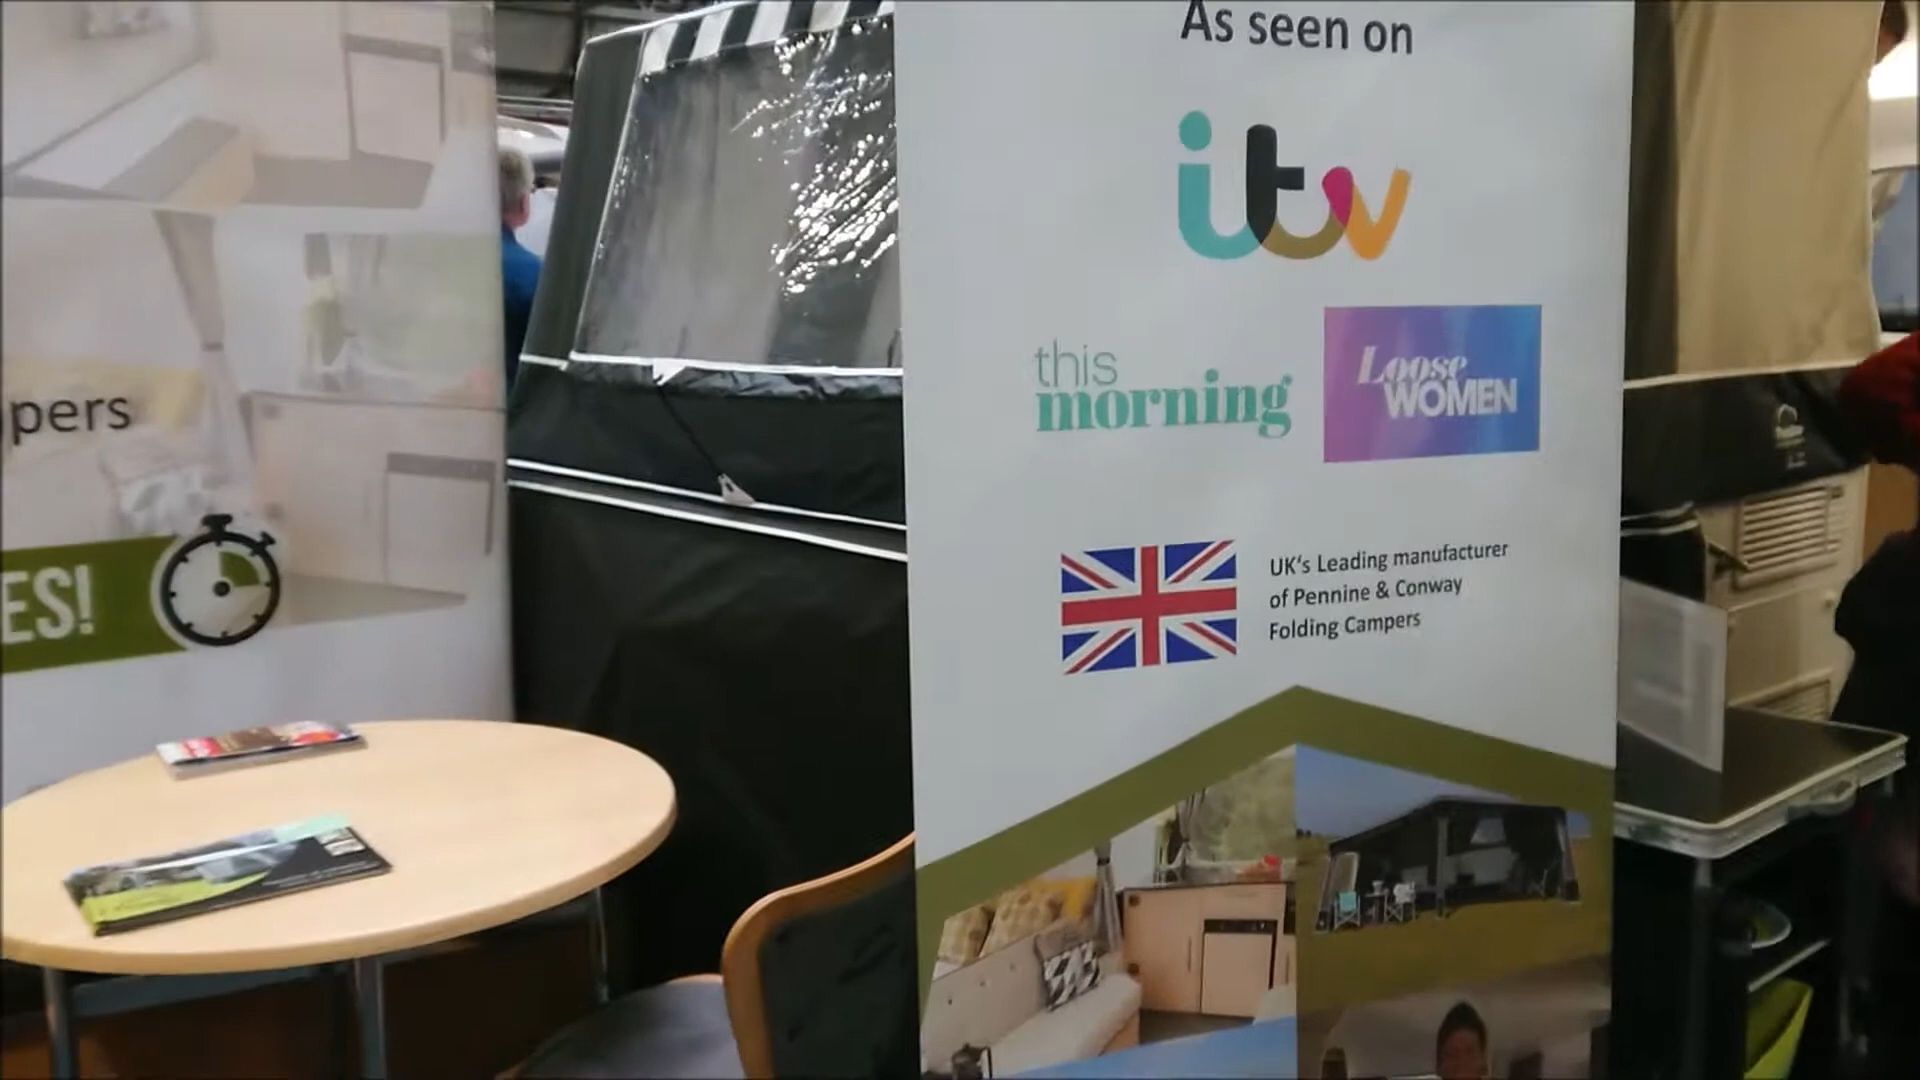 As seen on
itv
this
morning
Loose
WOMEN
UK's Leading manufacturer
of Pennine & Conway
Folding Campers
pers
ES!